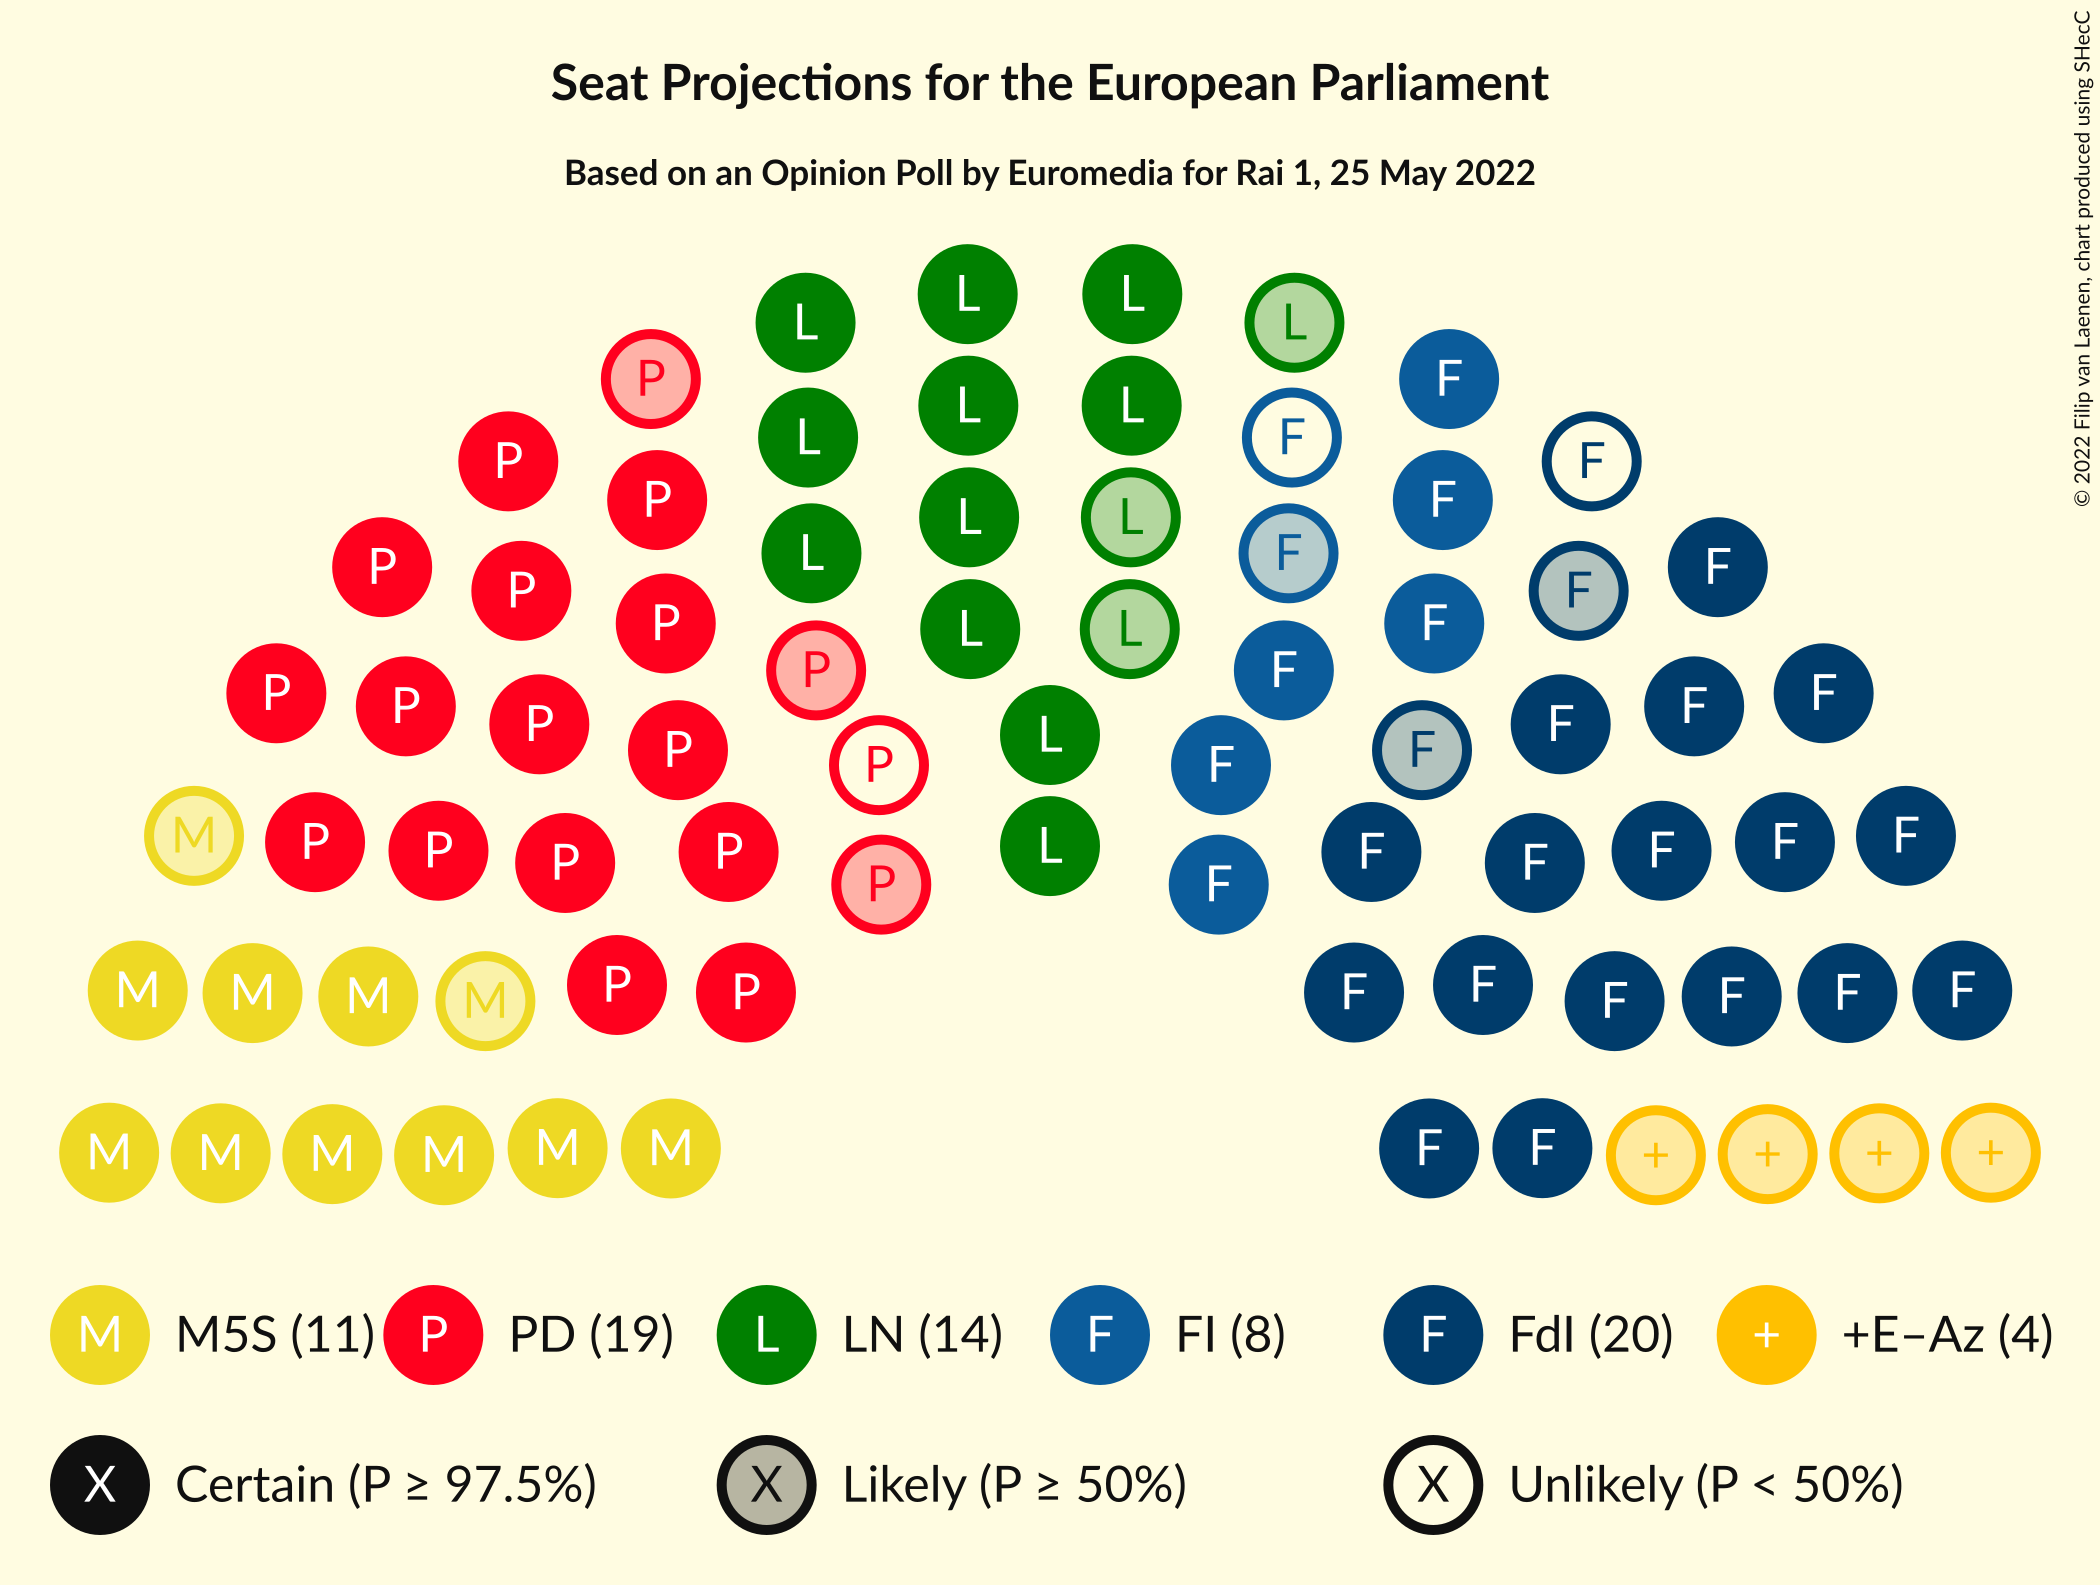 Seat Projections for the European Parliament
Based on an Opinion Poll by Euromedia for Rai 1, 25 May 2022
© 2022 Filip van Laenen, chart produced using SHecC
L L
L L
P F
L L
L F
P F
P F
L L
P F
P F
L F
P F
P L L F
P F
P F
P F
P L F
P F
P P F F
P F
P L F
M P P P P L F F F F F
P F
M M M M P P F F F F F F
M M M M M M F F + + + +
M M5S (11) P PD (19) L LN (14) F FI (8) F FdI (20) + +E–Az (4)
X Certain (P ≥ 97.5%) X Likely (P ≥ 50%) X Unlikely (P < 50%)